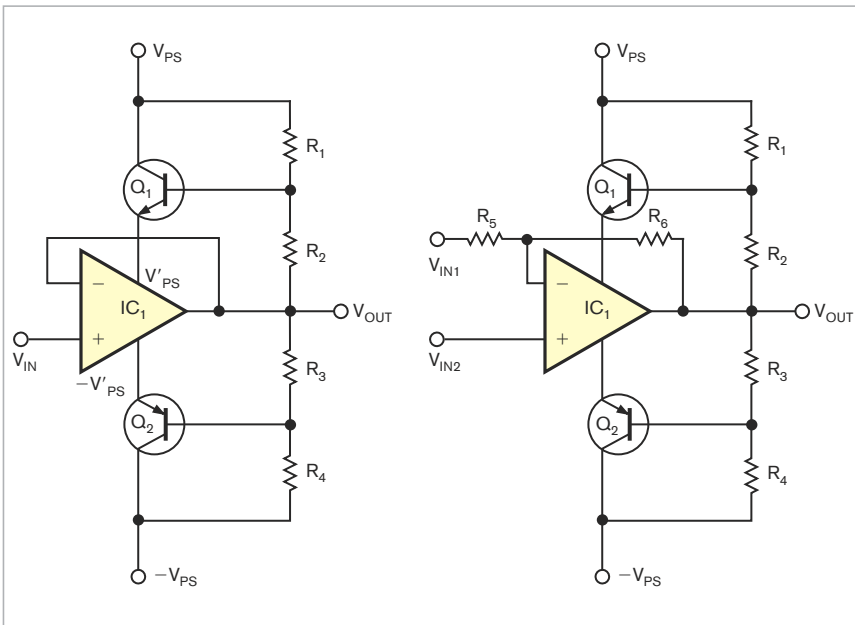 V_PS
R_1
Q_1
R_2
V'_PS
−
IC_1
+
V_IN
V_OUT
−V'_PS
R_3
Q_2
R_4
−V_PS
V_PS
R_1
Q_1
R_5
R_6
R_2
V_IN1
−
IC_1
+
V_IN2
V_OUT
R_3
Q_2
R_4
−V_PS